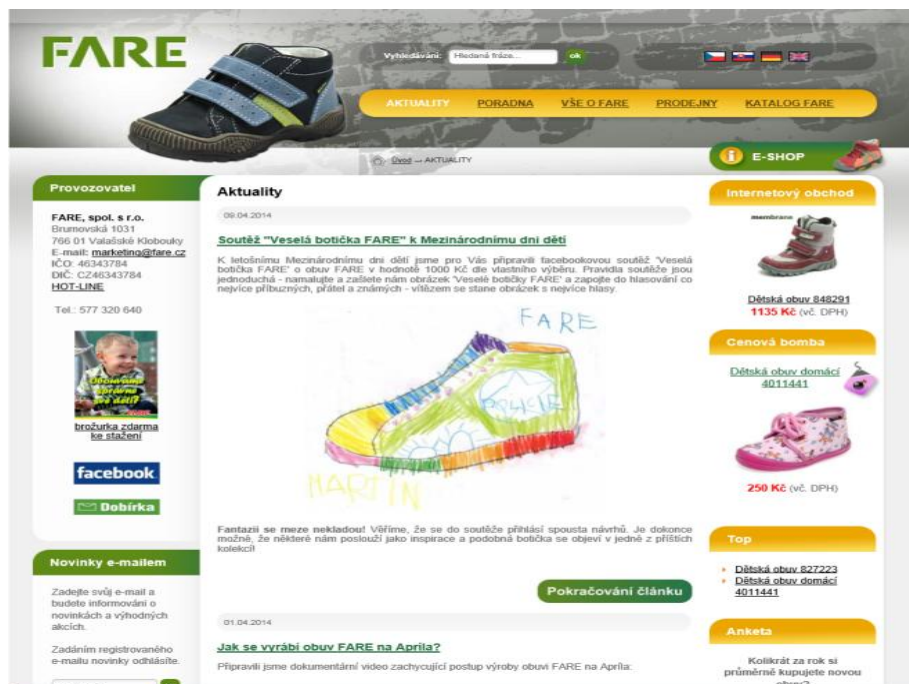 FARE
Vyhledávání: Hledaná fráze... ok
AKTUALITY PORADNA VŠE O FARE PRODEJNY KATALOG FARE
Úvod → AKTUALITY
E-SHOP
Provozovatel
FARE, spol. s r.o.
Brumovská 1031
766 01 Valašské Klobouky
E-mail: marketing@fare.cz
IČO: 46343784
DIČ: CZ46343784
HOT-LINE
Tel.: 577 320 640
Obouváme
správně
své děti?
FARE
brožurka zdarma
ke stažení
facebook
Dobírka
Novinky e-mailem
Zadejte svůj e-mail a
budete informováni o
novinkách a výhodných
akcích.
Zadáním registrovaného
e-mailu novinky odhlásíte.
Aktuality
09.04.2014
Soutěž "Veselá botička FARE" k Mezinárodnímu dni dětí
K letošnímu Mezinárodnímu dni dětí jsme pro Vás připravili facebookovou soutěž 'Veselá
botička FARE' o obuv FARE v hodnotě 1000 Kč dle vlastního výběru. Pravidla soutěže jsou
jednoduchá - namalujte a zašlete nám obrázek 'Veselé botičky FARE' a zapojte do hlasování co
nejvíce příbuzných, přátel a známých - vítězem se stane obrázek s nejvíce hlasy.
FARE
MARTIN
Fantazii se meze nekladou! Věříme, že se do soutěže přihlásí spousta návrhů. Je dokonce
možné, že některé nám poslouží jako inspirace a podobná botička se objeví v jedné z příštích
kolekcí!
Pokračování článku
01.04.2014
Jak se vyrábí obuv FARE na Apríla?
Připravili jsme dokumentární video zachycující postup výroby obuvi FARE na Apríla:
Internetový obchod
membrane
Dětská obuv 848291
1135 Kč (vč. DPH)
Cenová bomba
Dětská obuv domácí
4011441
250 Kč (vč. DPH)
Top
Dětská obuv 827223
Dětská obuv domácí
4011441
Anketa
Kolikrát za rok si
průměrně kupujete novou
obuv?